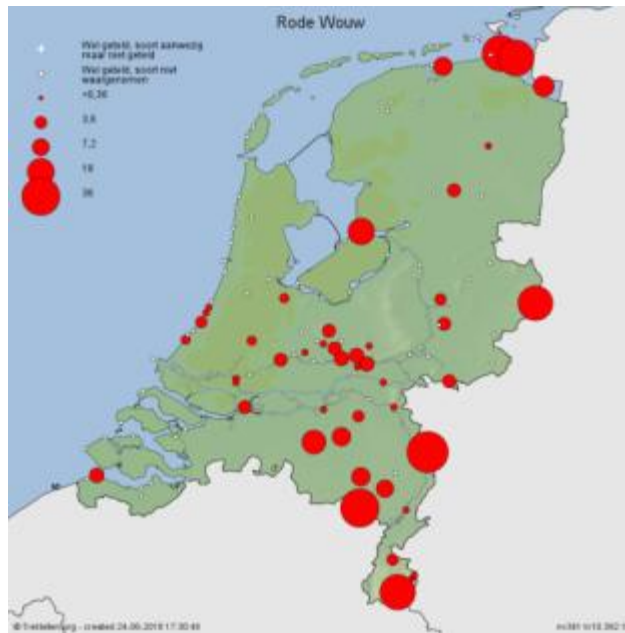 Rode Wouw
Wel geteld, soort aanwezig
maar niet geteld
Wel geteld, soort niet
waargenomen
<0,36
3,6
7,2
18
36
created 24-09-2018 17:30:48